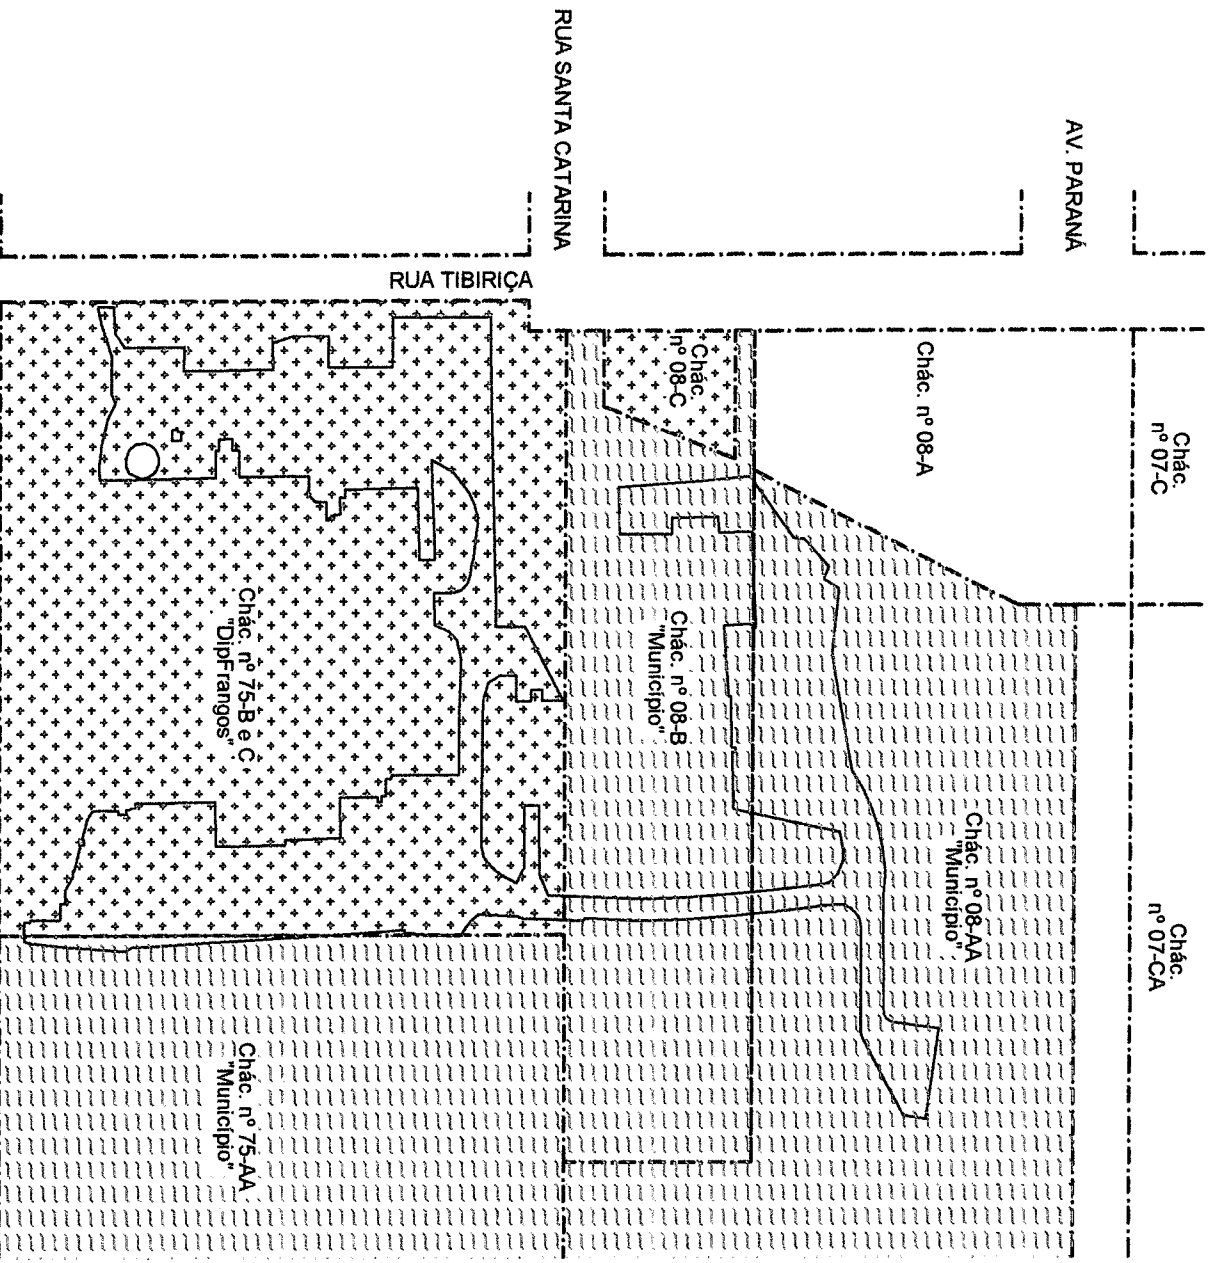 RUA SANTA CATARINA
AV. PARANÁ
RUA TIBIRIÇA
Chác.
nº 08-C
Chác. nº 08-A
Chác.
nº 07-C
Chác. nº 75-B e C
"DipFrangos"
Chác. nº 08-B
"Município"
Chác. nº 08-AA
"Município"
Chác.
nº 07-CA
Chác. nº 75-AA
"Município"